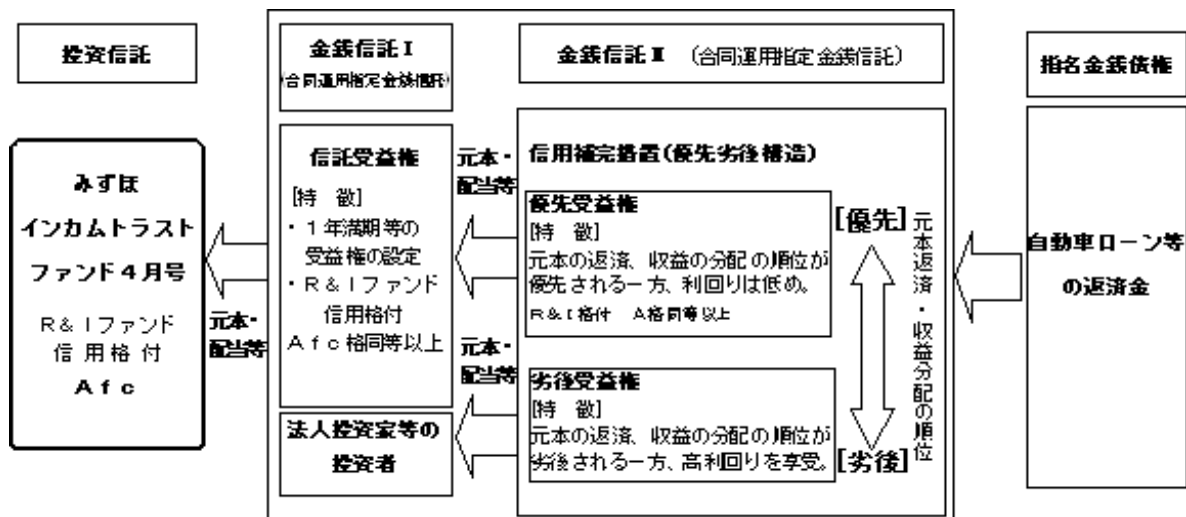 投資信託
みずほ
インカムトラスト
ファンド４月号
Ｒ＆Ｉファンド
信用格付
Ａｆｃ
元本・
配当等
金銭信託Ⅰ
(合同運用指定金銭信託)
信託受益権
[特　徴]
・１年満期等の
受益権の設定
・Ｒ＆Ｉファンド
信用格付
Ａｆｃ格同等以上
法人投資家等の
投資者
元本・
配当等
元本・
配当等
金銭信託Ⅱ　(合同運用指定金銭信託)
信用補完措置(優先劣後構造)
優先受益権
[特　徴]
元本の返済、収益の分配の順位が
優先される一方、利回りは低め。
Ｒ＆Ｉ格付　Ａ格同等以上
劣後受益権
[特　徴]
元本の返済、収益の分配の順位が
劣後される一方、高利回りを享受。
[優先]
[劣後]
元本返済・収益分配の順位
指名金銭債権
自動車ローン等
の返済金